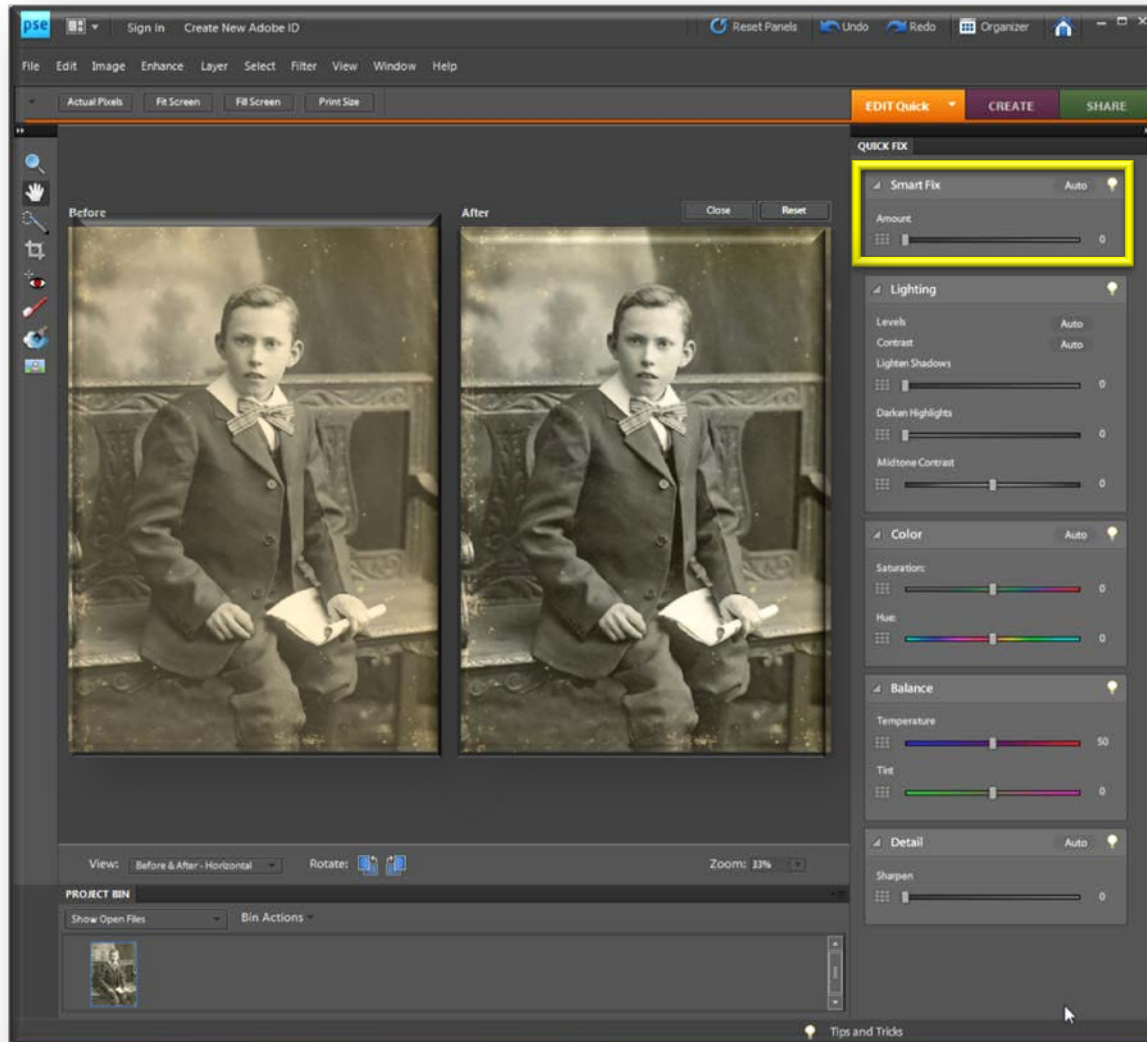 pse Sign In Create New Adobe ID Reset Panels Undo Redo Organizer
File Edit Image Enhance Layer Select Filter View Window Help
Actual Pixels Fit Screen Fill Screen Print Size
EDIT Quick CREATE SHARE
QUICK FIX
Smart Fix Auto
Amount
0
Before
After Close Reset
Lighting
Levels Auto
Contrast Auto
Lighten Shadows
0
Darken Highlights
0
Midtone Contrast
0
Color Auto
Saturation:
0
Hue:
0
Balance
Temperature
50
Tint
0
Detail Auto
Sharpen
0
View: Before & After - Horizontal Rotate: Zoom: 33%
PROJECT BIN
Show Open Files Bin Actions
Tips and Tricks